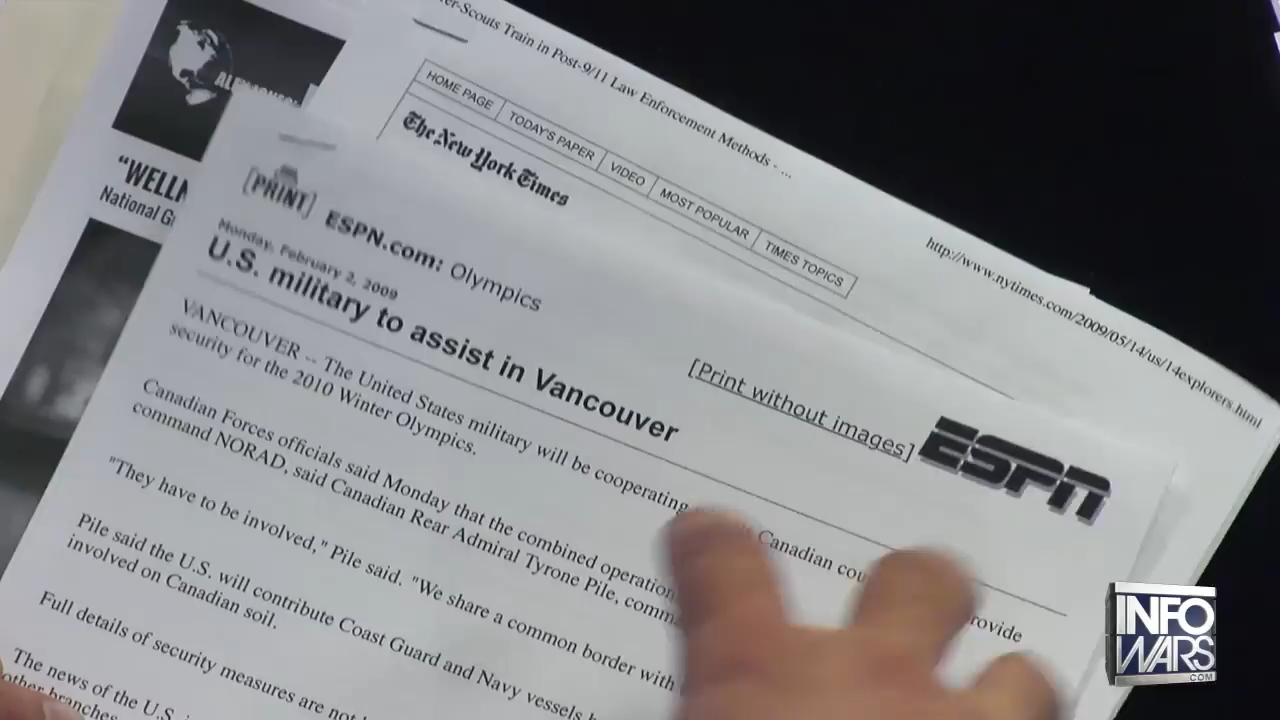 er-Scouts Train in Post-9/11 Law Enforcement Methods - ...
HOME PAGE TODAY'S PAPER VIDEO MOST POPULAR TIMES TOPICS
The New York Times
http://www.nytimes.com/2009/05/14/us/14explorers.html
"WELLN
National G
[PRINT] ESPN.com: Olympics
Monday, February 2, 2009
U.S. military to assist in Vancouver
[Print without images]
ESPN
VANCOUVER -- The United States military will be cooperating Canadian cou rovide
security for the 2010 Winter Olympics.
Canadian Forces officials said Monday that the combined operation
command NORAD, said Canadian Rear Admiral Tyrone Pile, comm
"They have to be involved," Pile said. "We share a common border with
Pile said the U.S. will contribute Coast Guard and Navy vessels
involved on Canadian soil.
Full details of security measures are not
The news of the U.S.
other branches
INFO
WARS
.COM